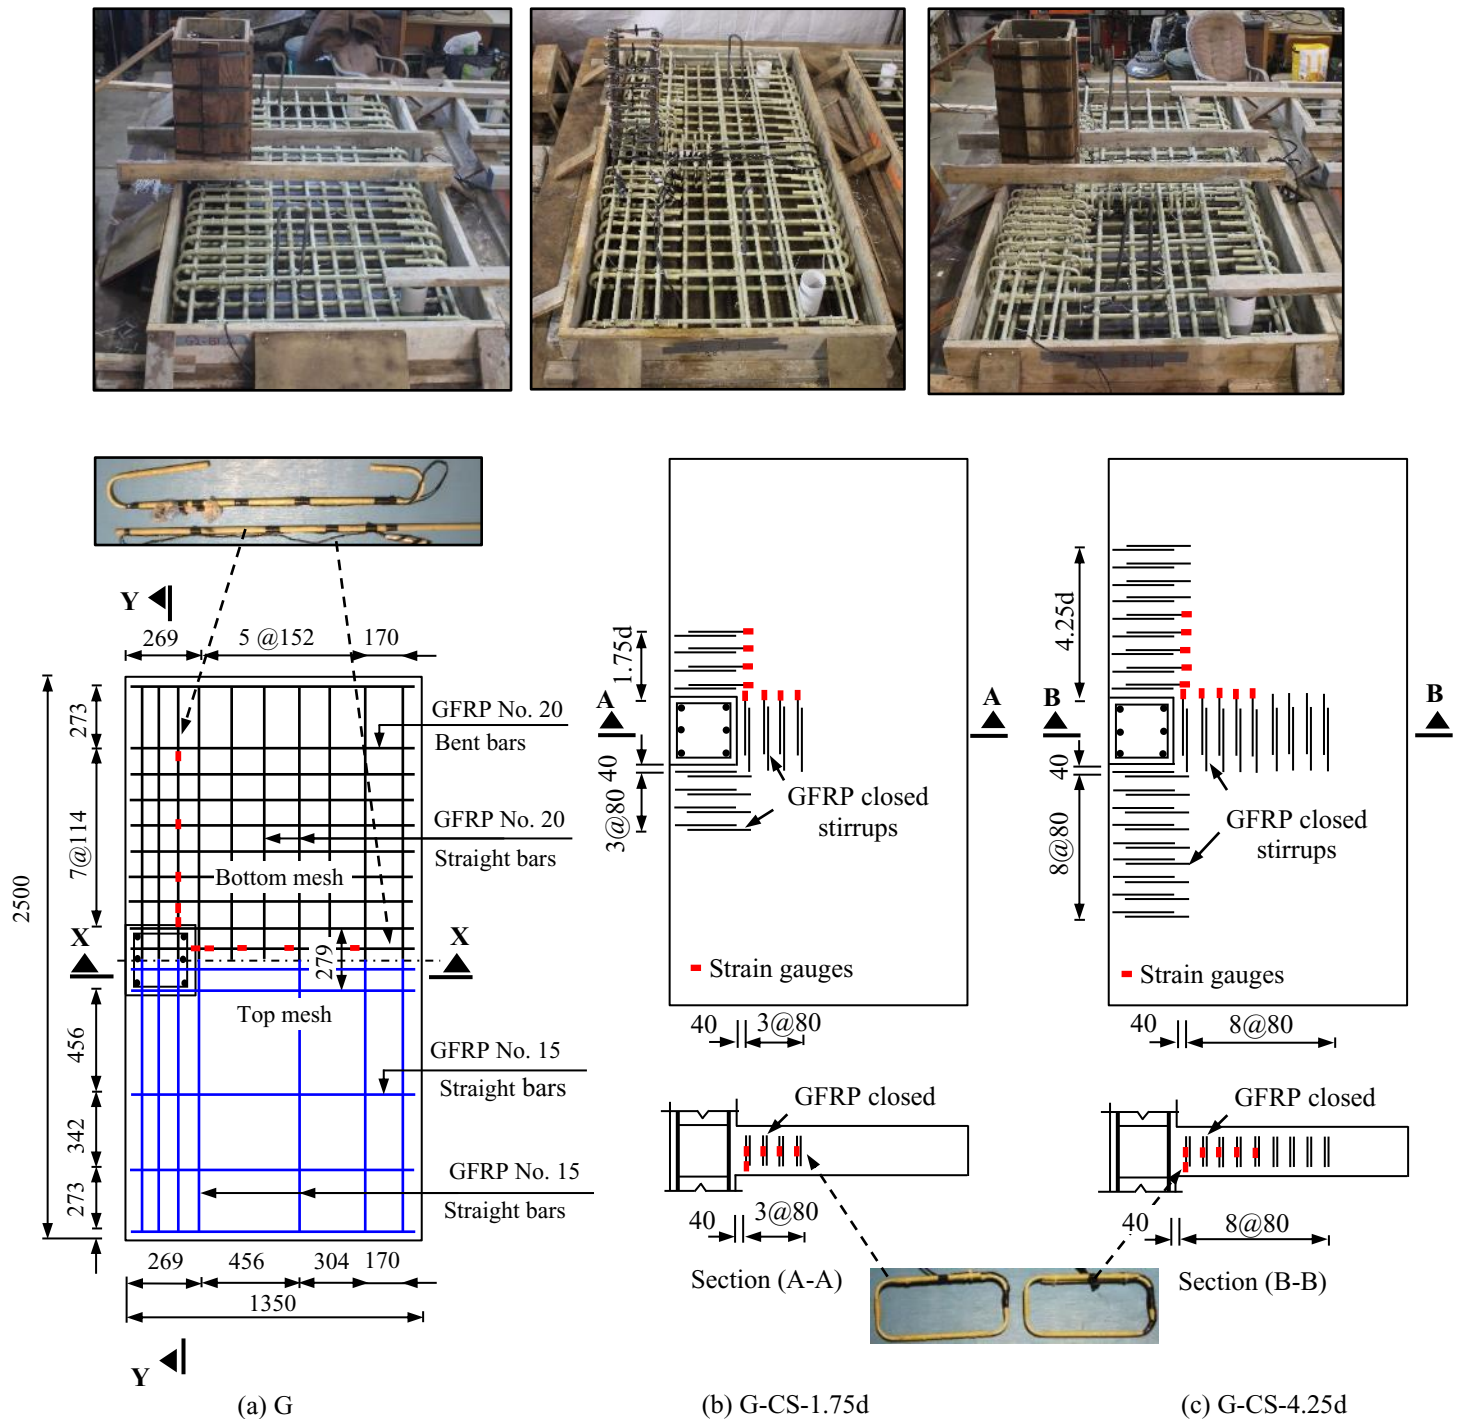 Y
269
5 @152
170
273
GFRP No. 20
Bent bars
7@114
GFRP No. 20
Straight bars
Bottom mesh
2500
X
X
279
Top mesh
456
GFRP No. 15
Straight bars
342
GFRP No. 15
Straight bars
273
269
456
304
170
1350
Y
(a) G
1.75d
A
A
40
3@80
GFRP closed
stirrups
Strain gauges
40
3@80
GFRP closed
40
3@80
Section (A-A)
(b) G-CS-1.75d
4.25d
B
B
40
8@80
GFRP closed
stirrups
Strain gauges
40
8@80
GFRP closed
40
8@80
Section (B-B)
(c) G-CS-4.25d